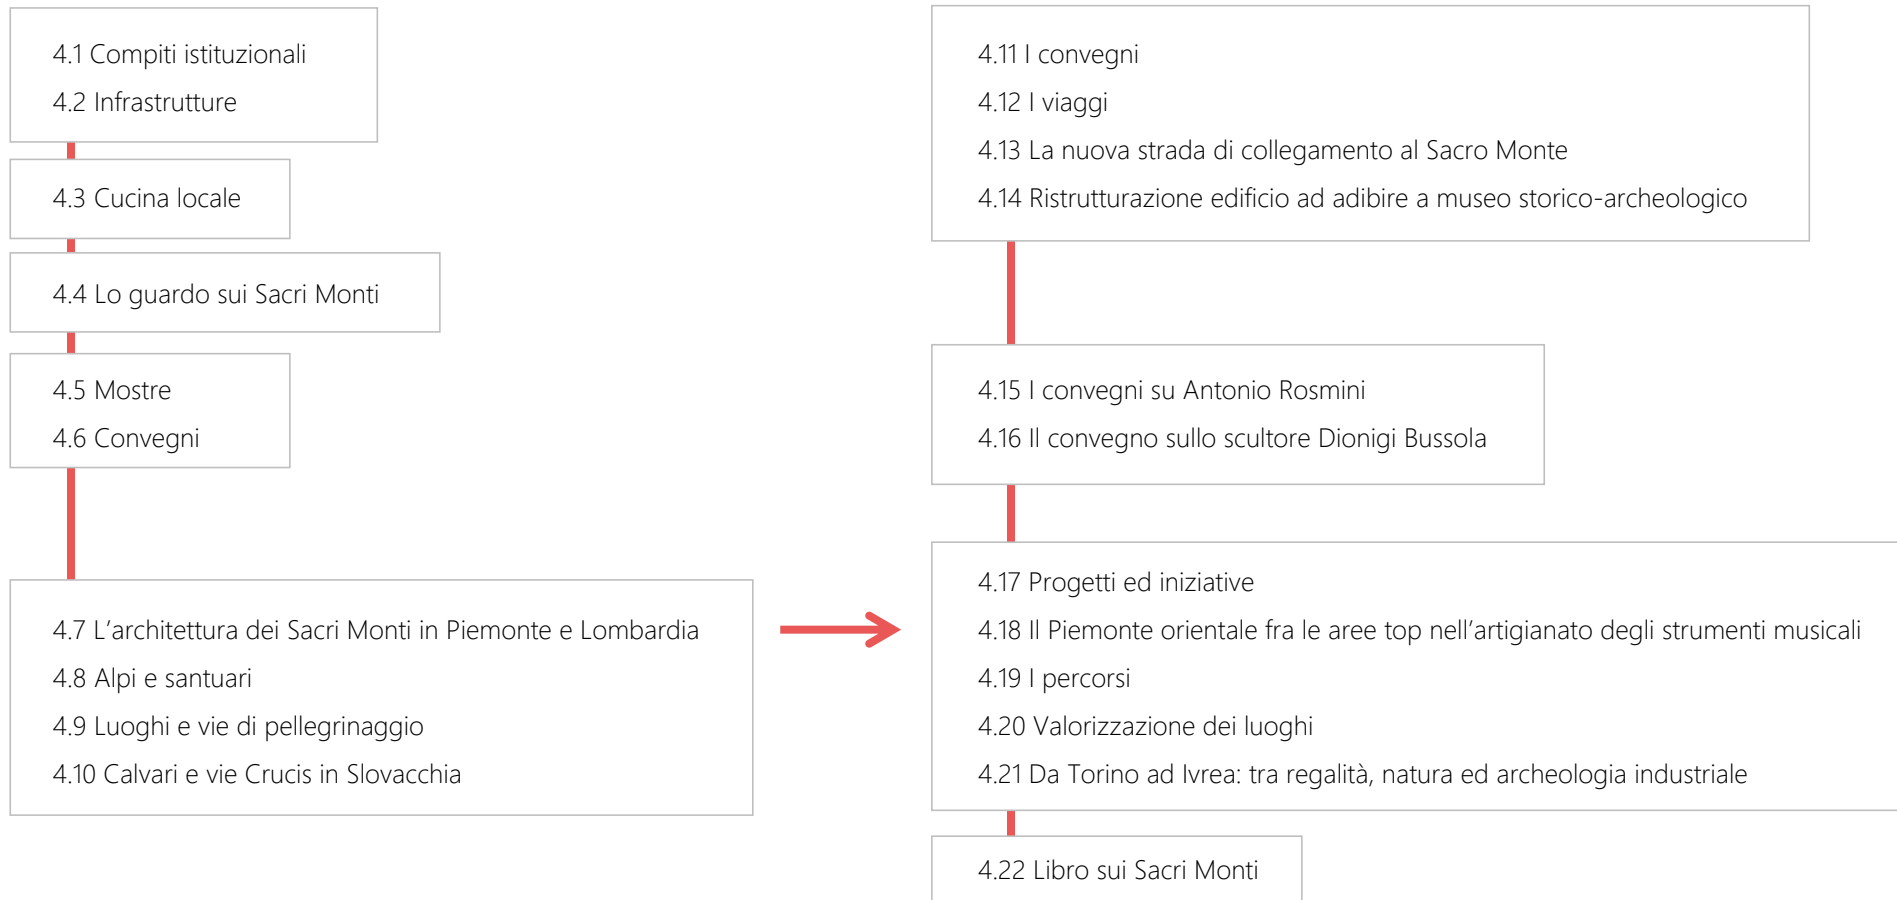 4.1 Compiti istituzionali
4.2 Infrastrutture
4.3 Cucina locale
4.4 Lo guardo sui Sacri Monti
4.5 Mostre
4.6 Convegni
4.7 L’architettura dei Sacri Monti in Piemonte e Lombardia
4.8 Alpi e santuari
4.9 Luoghi e vie di pellegrinaggio
4.10 Calvari e vie Crucis in Slovacchia
4.11 I convegni
4.12 I viaggi
4.13 La nuova strada di collegamento al Sacro Monte
4.14 Ristrutturazione edificio ad adibire a museo storico-archeologico
4.15 I convegni su Antonio Rosmini
4.16 Il convegno sullo scultore Dionigi Bussola
4.17 Progetti ed iniziative
4.18 Il Piemonte orientale fra le aree top nell’artigianato degli strumenti musicali
4.19 I percorsi
4.20 Valorizzazione dei luoghi
4.21 Da Torino ad Ivrea: tra regalità, natura ed archeologia industriale
4.22 Libro sui Sacri Monti